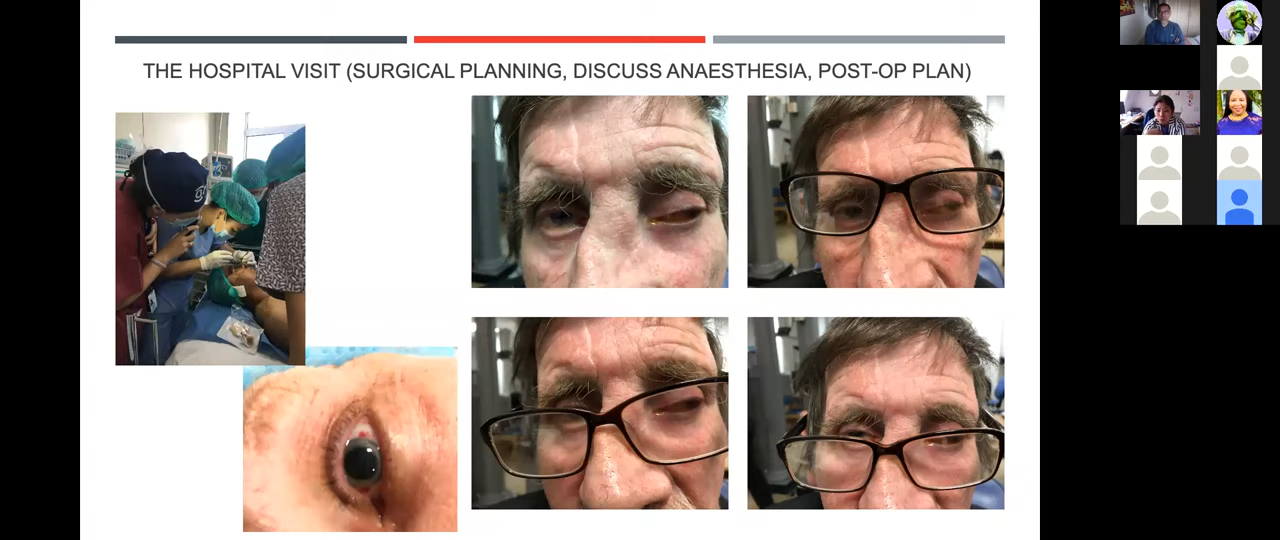 THE HOSPITAL VISIT (SURGICAL PLANNING, DISCUSS ANAESTHESIA, POST-OP PLAN)